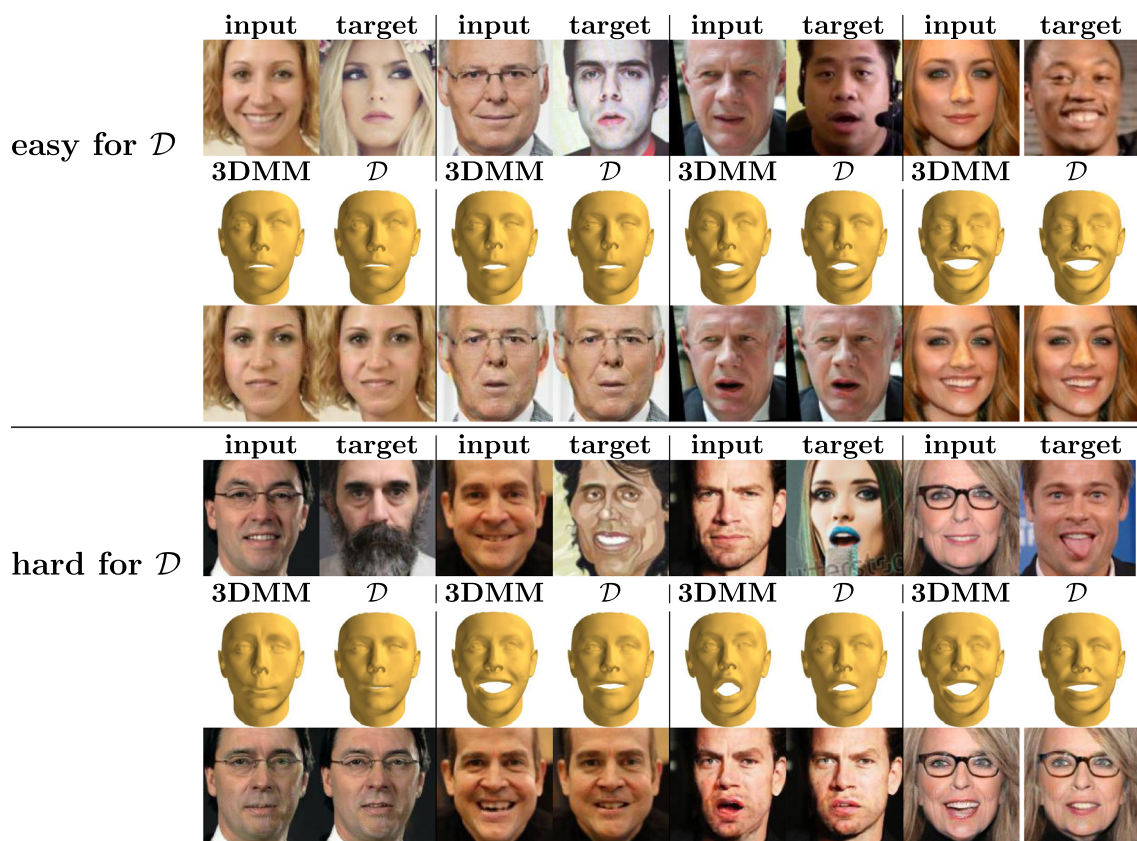 input target input target input target input target
easy for 𝒟
3DMM 𝒟 3DMM 𝒟 3DMM 𝒟 3DMM 𝒟
input target input target input target input target
hard for 𝒟
3DMM 𝒟 3DMM 𝒟 3DMM 𝒟 3DMM 𝒟